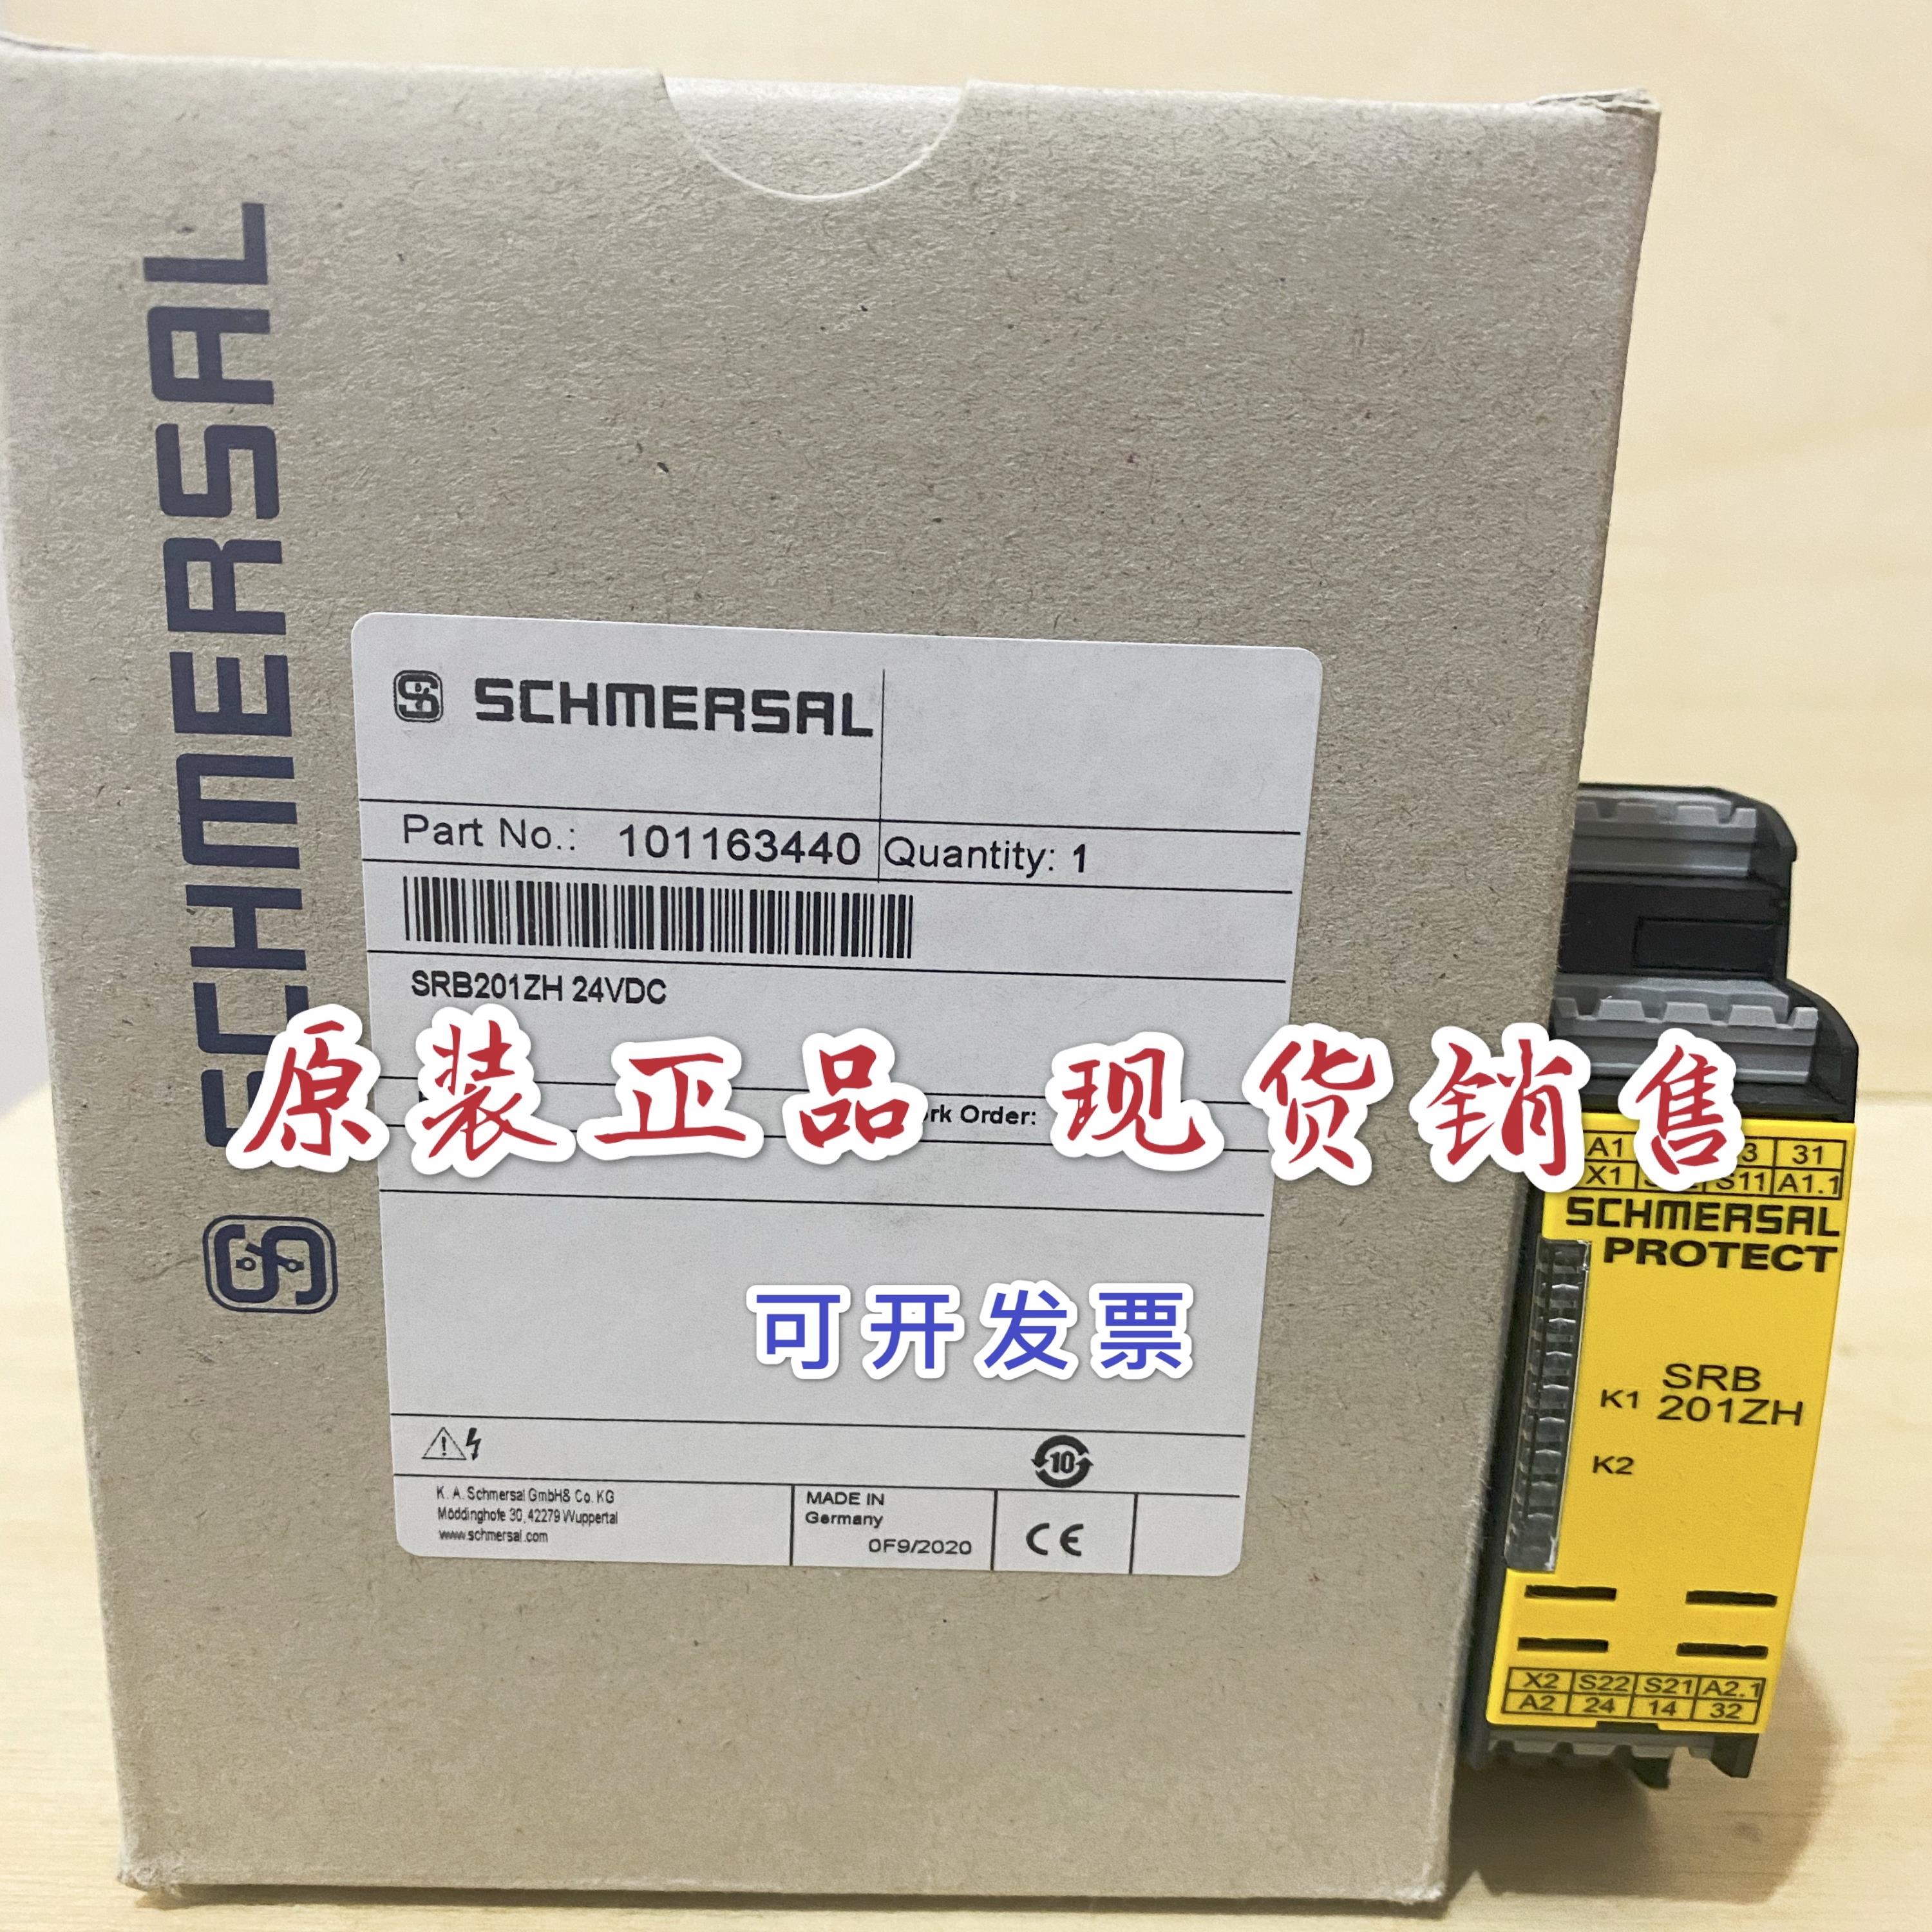 SCHMERSAL
SCHMERSAL
Part No.: 101163440
Quantity: 1
SRB201ZH 24VDC
原装正品 现货销售
Order:
可开发票
10
K. A. Schmersal GmbH& Co. KG
Möddinghofe 30, 42279 Wuppertal
www.schmersal.com
MADE IN
Germany
0F9/2020
CE
A1 31
X1 S11 A1.1
SCHMERSAL
PROTECT
SRB
K1 201ZH
K2
X2 S22 S21 A2.1
A2 24 14 32